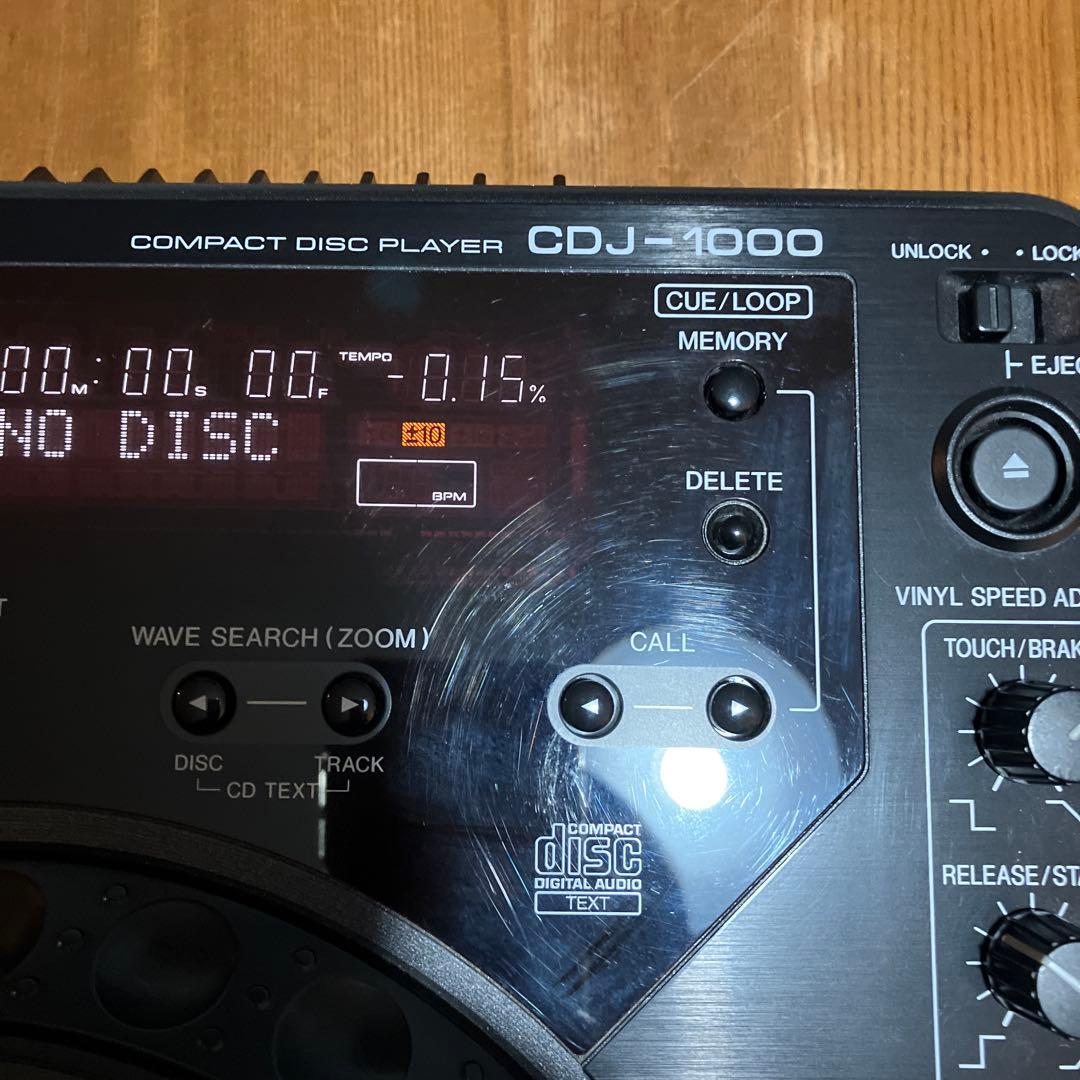 COMPACT DISC PLAYER CDJ-1000
UNLOCK • • LOCK
CUE/LOOP
MEMORY
00M:00S 00F TEMPO -0.15%
EJEC
NO DISC
±10
BPM
DELETE
VINYL SPEED AD
T
WAVE SEARCH (ZOOM)
CALL
TOUCH/BRAK
DISC TRACK
CD TEXT
COMPACT
disc
DIGITAL AUDIO
TEXT
RELEASE/STA